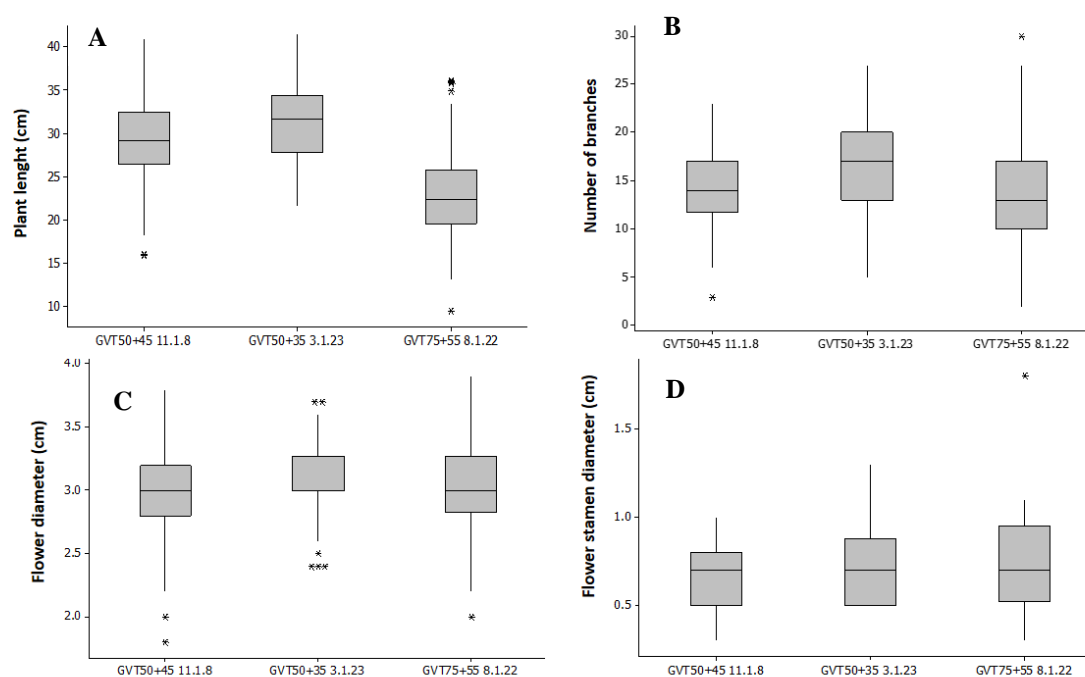 A
Plant lenght (cm)
40
35
30
25
20
15
10
GVT50+45 11.1.8 GVT50+35 3.1.23 GVT75+55 8.1.22
B
Number of branches
30
25
20
15
10
5
0
GVT50+45 11.1.8 GVT50+35 3.1.23 GVT75+55 8.1.22
C
Flower diameter (cm)
4.0
3.5
3.0
2.5
2.0
GVT50+45 11.1.8 GVT50+35 3.1.23 GVT75+55 8.1.22
D
Flower stamen diameter (cm)
1.5
1.0
0.5
GVT50+45 11.1.8 GVT50+35 3.1.23 GVT75+55 8.1.22